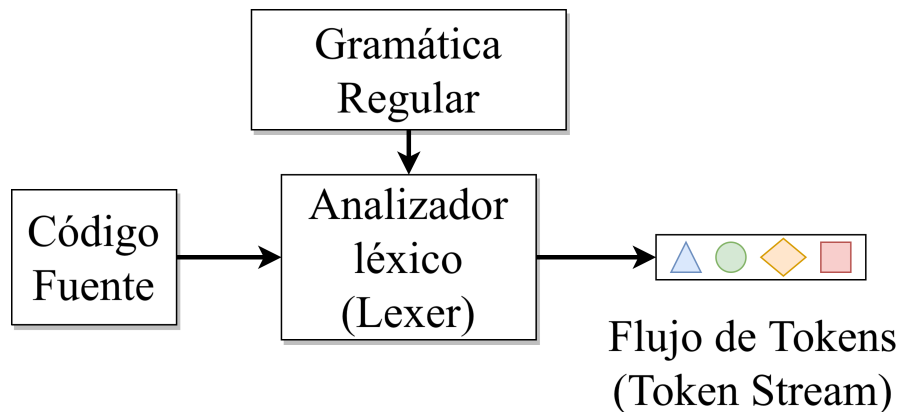 Gramática
Regular
Código
Fuente
Analizador
léxico
(Lexer)
Flujo de Tokens
(Token Stream)